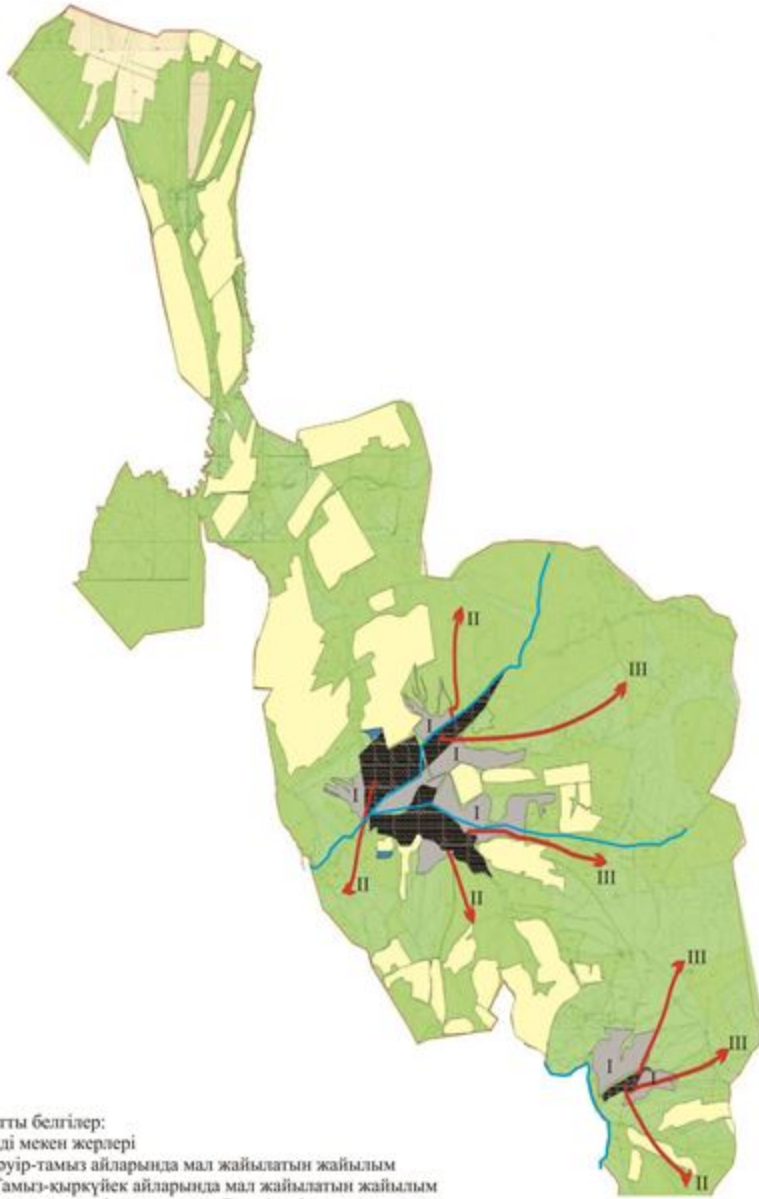 II
III
I
I
I
I
III
II
II
III
III
I
I
II
тты белгілер:
ді мекен жерлері
уір-тамыз айларында мал жайылатын жайылым
Тамыз-қыркүйек айларында мал жайылатын жайылым